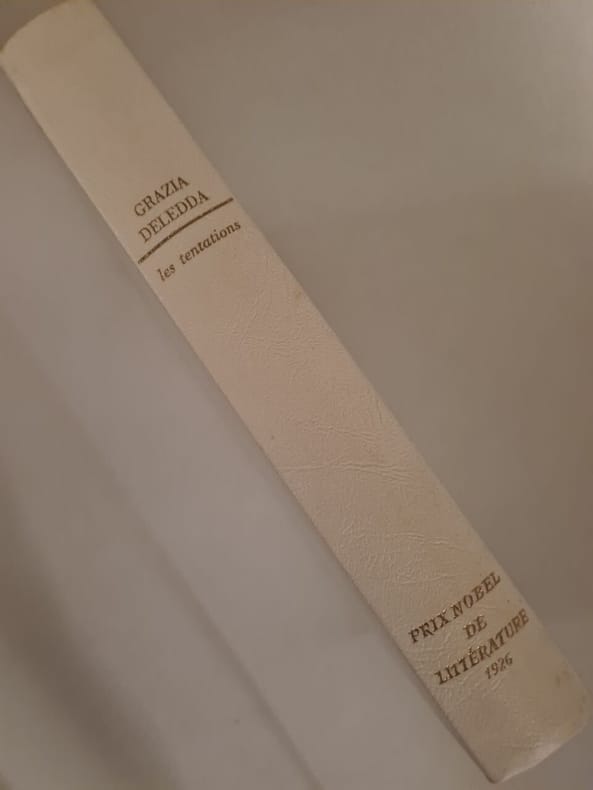 GRAZIA
DELEDDA
les tentations
PRIX NOBEL
DE
LITTÉRATURE
1926